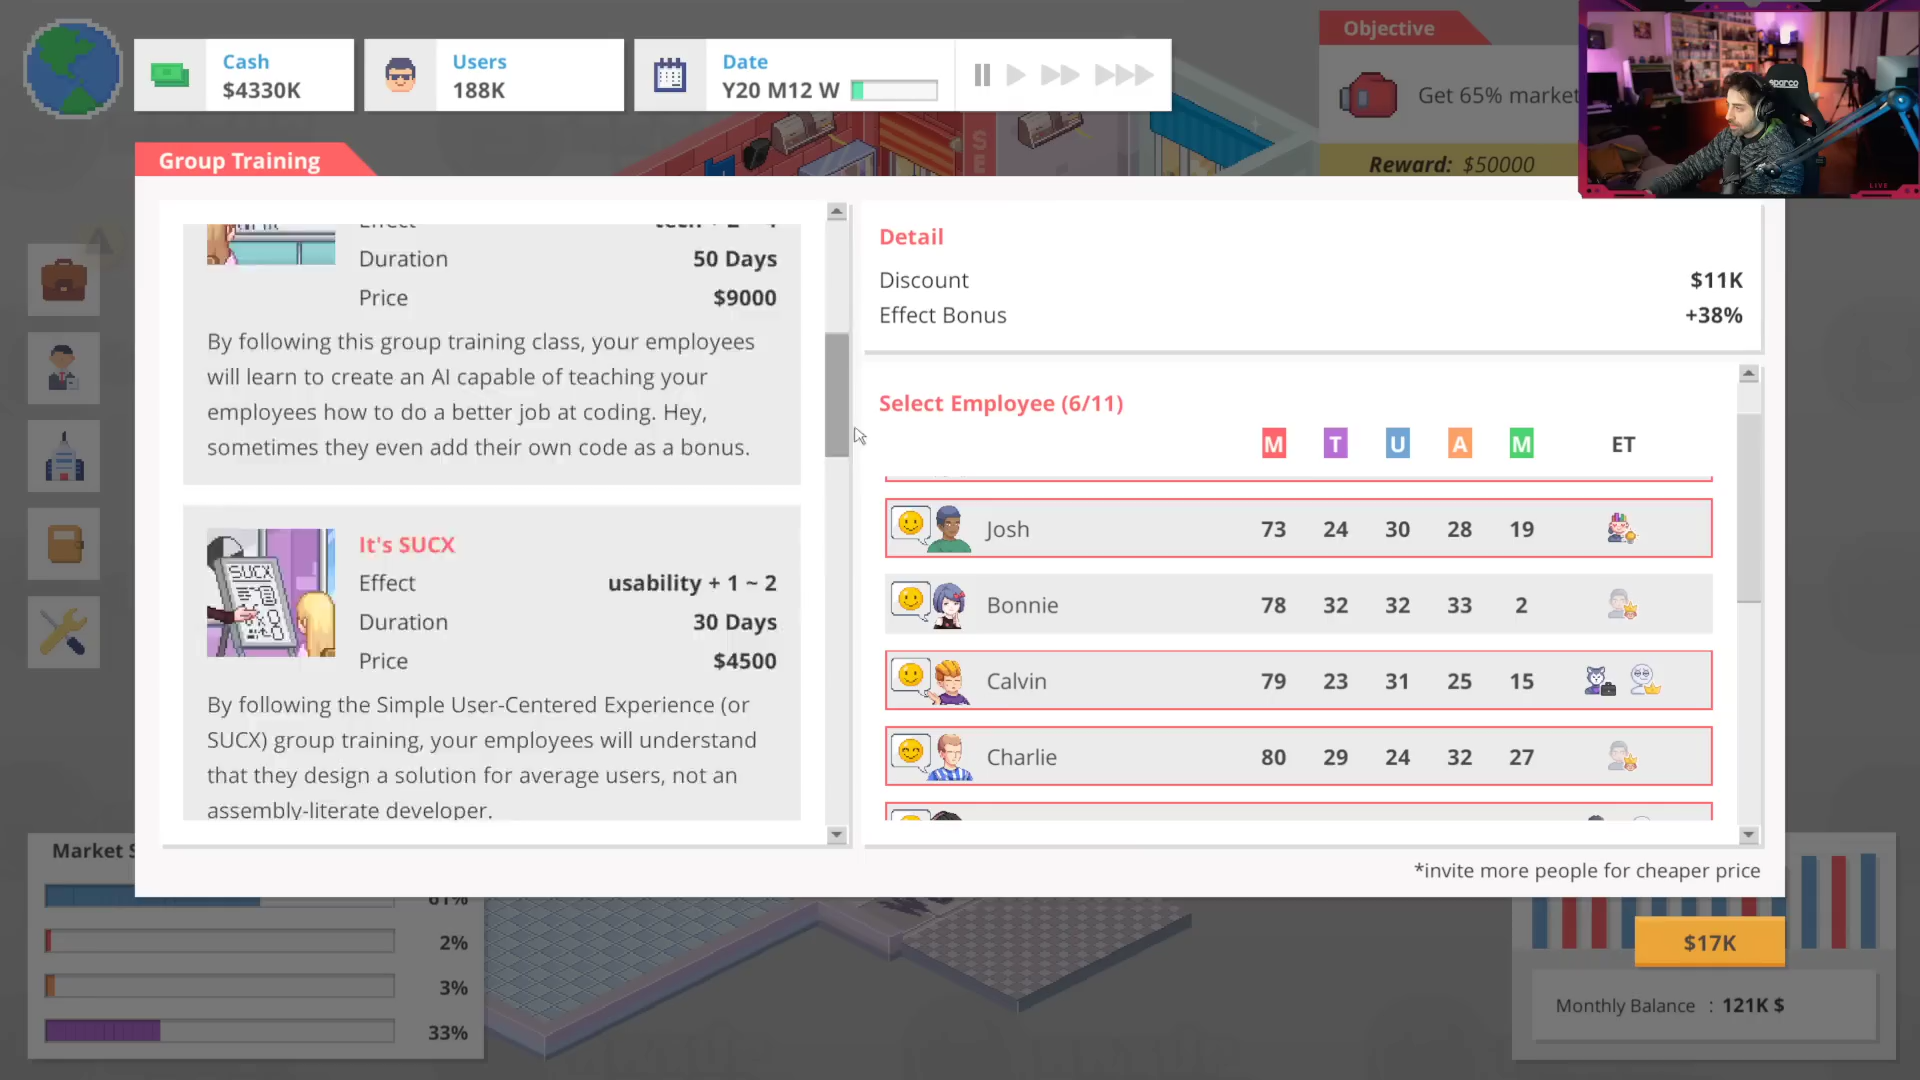 Cash
$4330K
Users
188K
Date
Y20 M12 W
Objective
Get 65% market
Reward: $50000
sparco
LIVE
Group Training
Duration 50 Days
Price $9000
By following this group training class, your employees
will learn to create an AI capable of teaching your
employees how to do a better job at coding. Hey,
sometimes they even add their own code as a bonus.
SUCX
It's SUCX
Effect usability + 1 ~ 2
Duration 30 Days
Price $4500
By following the Simple User-Centered Experience (or
SUCX) group training, your employees will understand
that they design a solution for average users, not an
assembly-literate developer.
Detail
Discount $11K
Effect Bonus +38%
Select Employee (6/11)
M T U A M ET
Josh 73 24 30 28 19
Bonnie 78 32 32 33 2
Calvin 79 23 31 25 15
Charlie 80 29 24 32 27
*invite more people for cheaper price
$17K
Market
61%
2%
3%
33%
Monthly Balance : 121K $